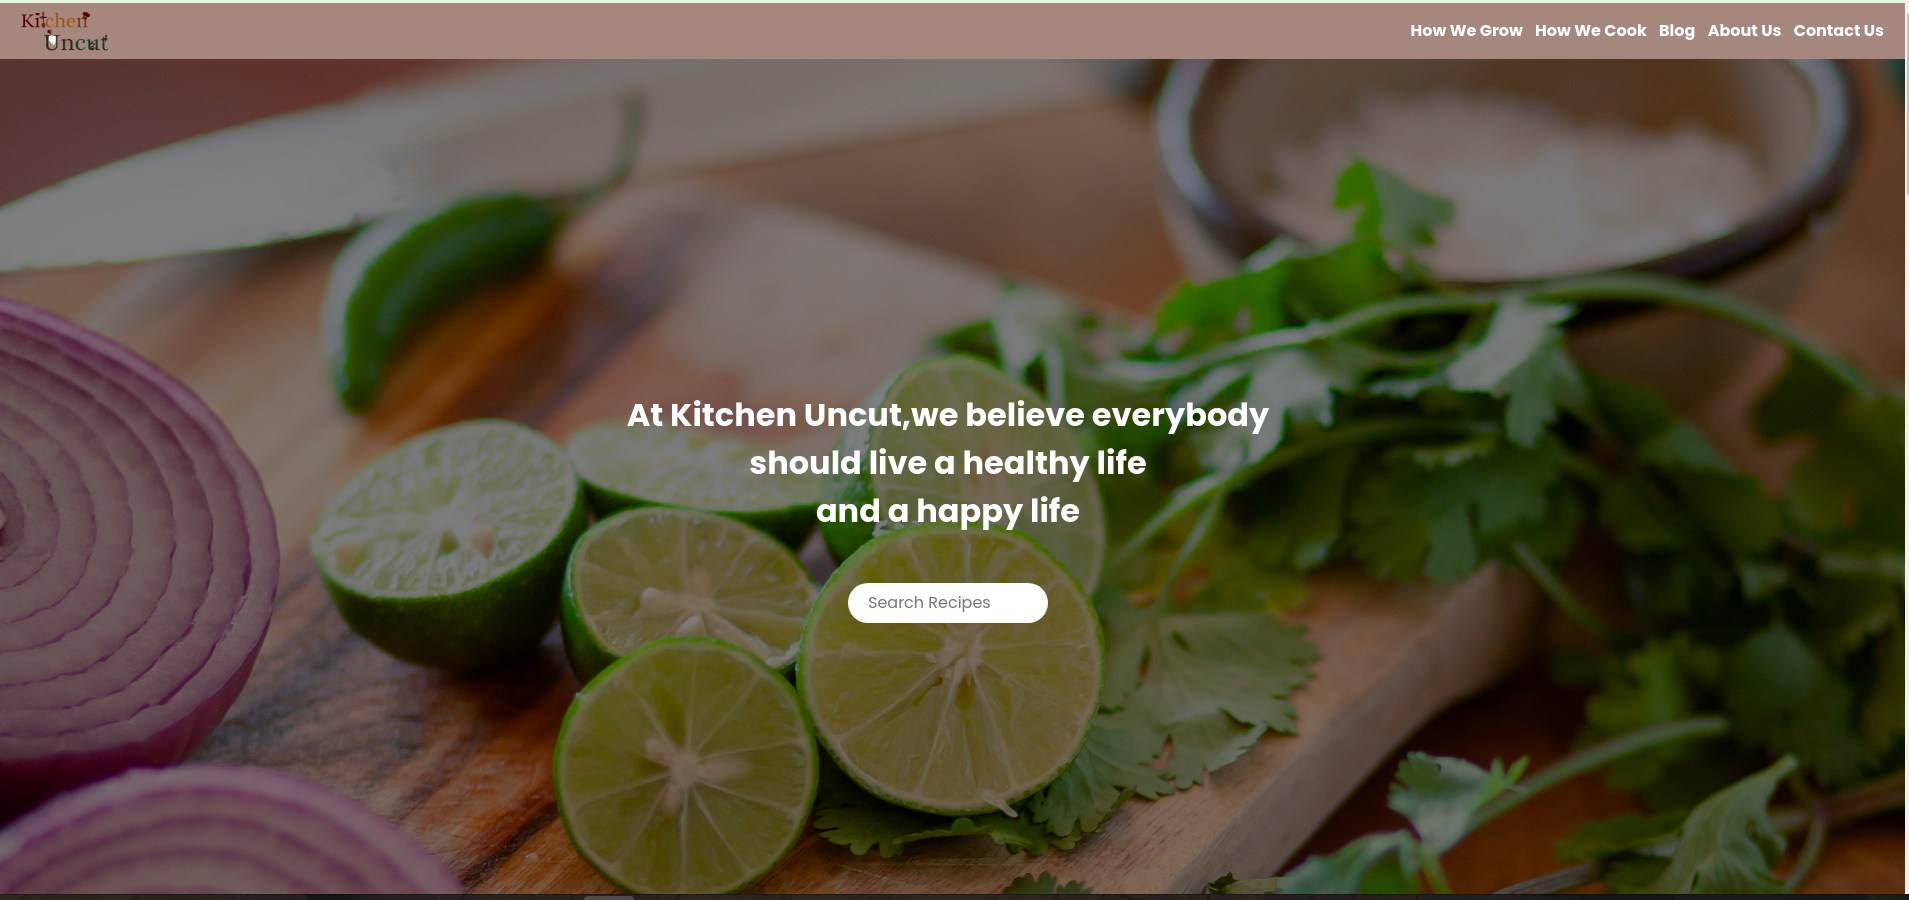 Kitchen
Uncut
How We Grow How We Cook Blog About Us Contact Us
At Kitchen Uncut,we believe everybody
should live a healthy life
and a happy life
Search Recipes